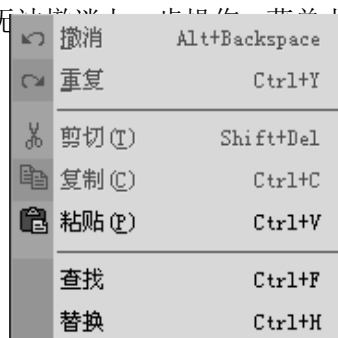 撤消 Alt+Backspace
重复 Ctrl+Y
剪切(T) Shift+Del
复制(C) Ctrl+C
粘贴(P) Ctrl+V
查找 Ctrl+F
替换 Ctrl+H